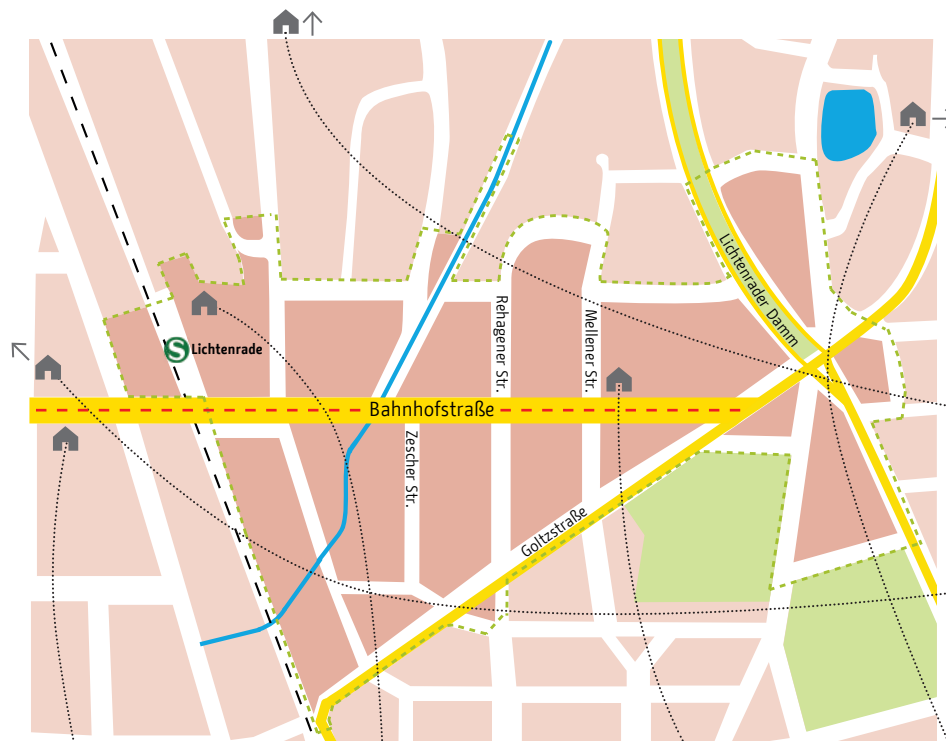 Lichtenrader Damm
Rehagener Str.
Mellener Str.
S Lichtenrade
Bahnhofstraße
Zescher Str.
Goltzstraße